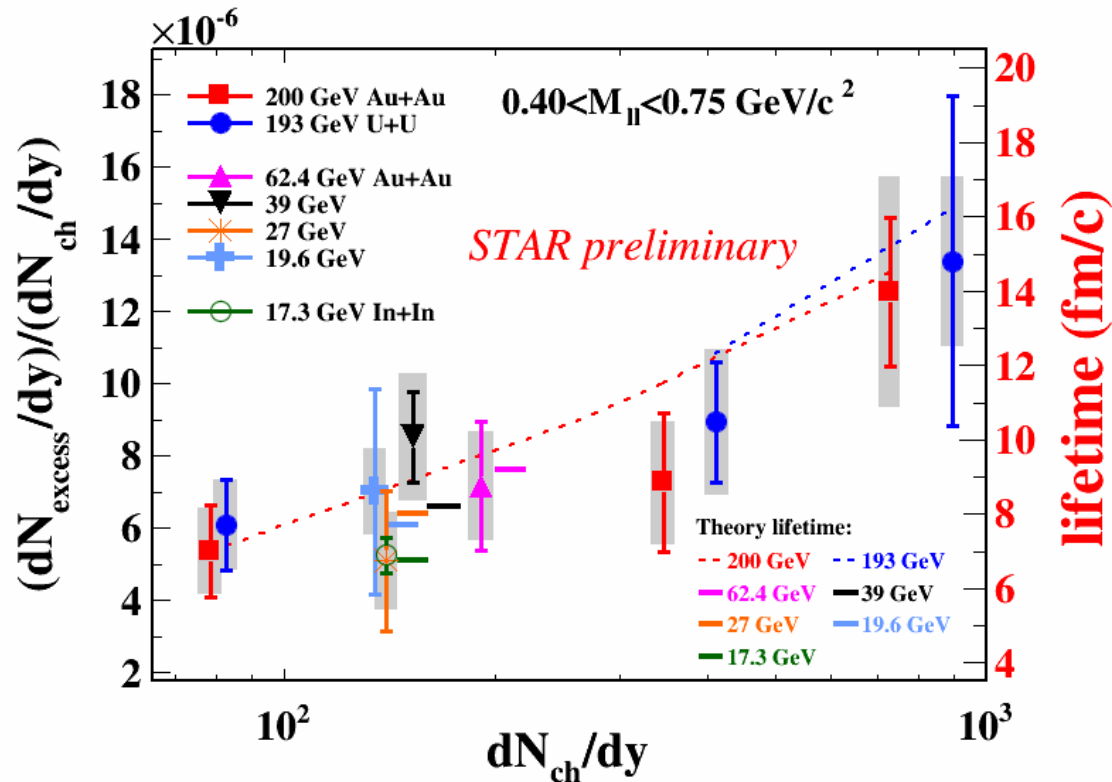 ×10⁻⁶
18
16
14
12
10
8
6
4
2
(dN_excess/dy)/(dN_ch/dy)
200 GeV Au+Au
193 GeV U+U
62.4 GeV Au+Au
39 GeV
27 GeV
19.6 GeV
17.3 GeV In+In
0.40<M_ll<0.75 GeV/c ²
STAR preliminary
Theory lifetime:
200 GeV 193 GeV
62.4 GeV 39 GeV
27 GeV 19.6 GeV
17.3 GeV
20
18
16
14
12
10
8
6
4
lifetime (fm/c)
10² 10³
dN_ch/dy